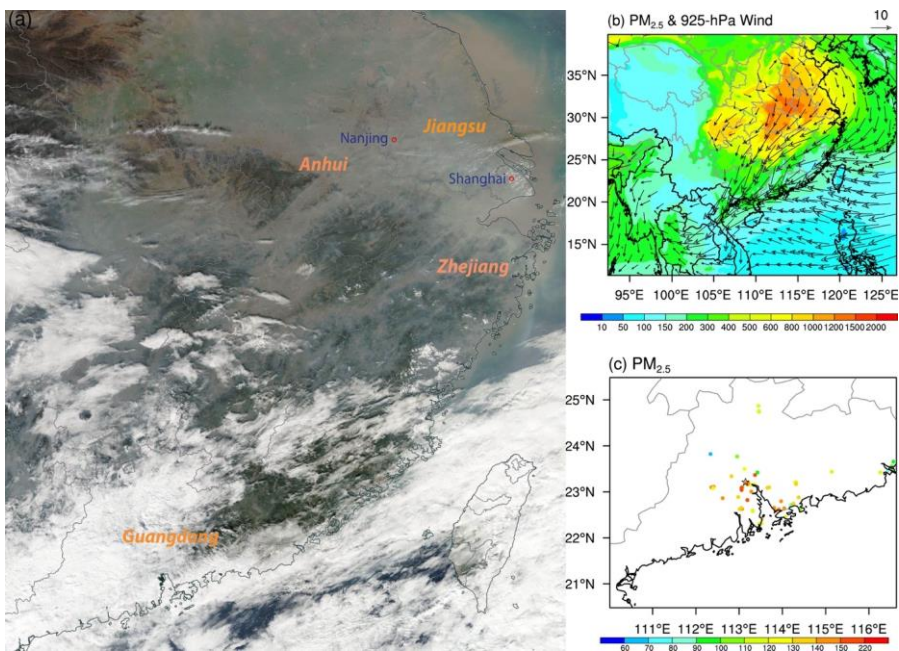 (a)
Nanjing
Jiangsu
Anhui
Shanghai
Zhejiang
Guangdong
(b) PM2.5 & 925-hPa Wind
10
35°N
30°N
25°N
20°N
15°N
95°E 100°E 105°E 110°E 115°E 120°E 125°E
10 50 100 150 200 300 400 500 600 800 1000 1200 1500 2000
(c) PM2.5
25°N
24°N
23°N
22°N
21°N
111°E 112°E 113°E 114°E 115°E 116°E
60 70 80 90 100 110 120 130 140 150 220